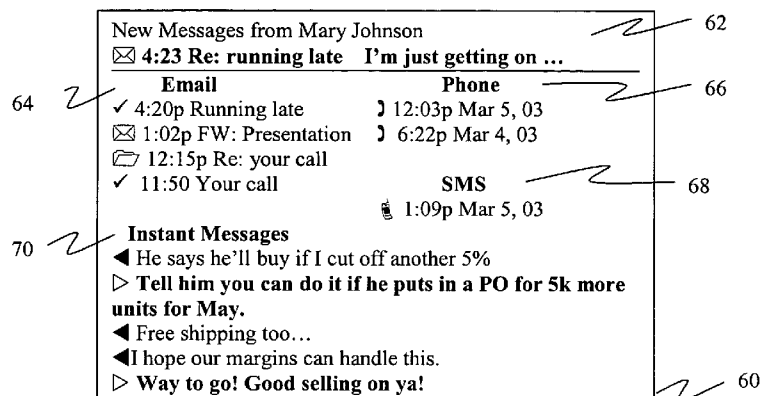 New Messages from Mary Johnson
62
✉ 4:23 Re: running late I'm just getting on ...
Email
Phone
64
66
✓ 4:20p Running late
12:03p Mar 5, 03
✉ 1:02p FW: Presentation
6:22p Mar 4, 03
12:15p Re: your call
✓ 11:50 Your call
SMS
68
1:09p Mar 5, 03
70
Instant Messages
◀ He says he'll buy if I cut off another 5%
▷ Tell him you can do it if he puts in a PO for 5k more
units for May.
◀ Free shipping too...
◀I hope our margins can handle this.
▷ Way to go! Good selling on ya!
60